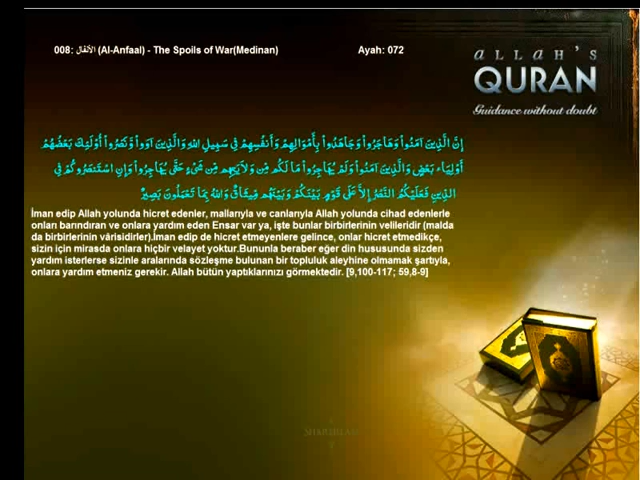 008: الأنفال (Al-Anfaal) - The Spoils of War(Medinan)
Ayah: 072
ALLAH'S
QURAN
Guidance without doubt
إِنَّ الَّذِينَ آمَنُواْ وَهَاجَرُواْ وَجَاهَدُواْ بِأَمْوَالِهِمْ وَأَنفُسِهِمْ فِي سَبِيلِ اللّهِ وَالَّذِينَ آوَواْ وَّنَصَرُواْ أُوْلَئِكَ بَعْضُهُمْ
أَوْلِيَاء بَعْضٍ وَالَّذِينَ آمَنُواْ وَلَمْ يُهَاجِرُواْ مَا لَكُم مِّن وَلاَيَتِهِم مِّن شَيْءٍ حَتَّى يُهَاجِرُواْ وَإِنِ اسْتَنصَرُوكُمْ فِي
الدِّينِ فَعَلَيْكُمُ النَّصْرُ إِلاَّ عَلَى قَوْمٍ بَيْنَكُمْ وَبَيْنَهُم مِّيثَاقٌ وَاللّهُ بِمَا تَعْمَلُونَ بَصِيرٌ
İman edip Allah yolunda hicret edenler, mallarıyla ve canlarıyla Allah yolunda cihad edenlerle
onları barındıran ve onlara yardım eden Ensar var ya, işte bunlar birbirlerinin velileridir (malda
da birbirlerinin vârisidirler).İman edip de hicret etmeyenlere gelince, onlar hicret etmedikçe,
sizin için mirasda onlara hiçbir velayet yoktur.Bununla beraber eğer din hususunda sizden
yardım isterlerse sizinle aralarında sözleşme bulunan bir topluluk aleyhine olmamak şartıyla,
onlara yardım etmeniz gerekir. Allah bütün yaptıklarınızı görmektedir. [9,100-117; 59,8-9]